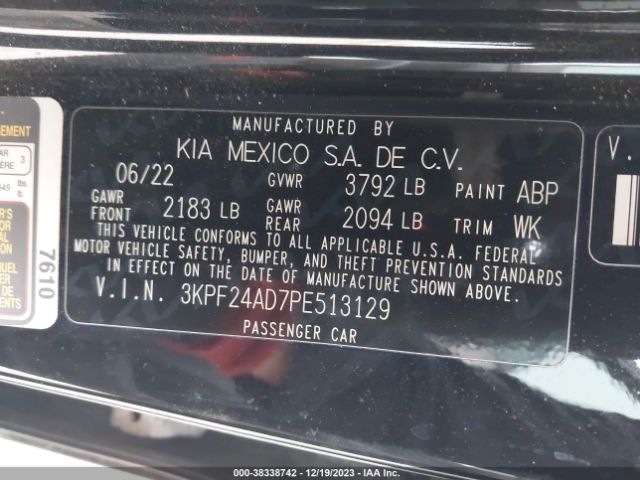 MANUFACTURED BY
KIA MEXICO S.A. DE C.V.
06/22 GVWR 3792 LB PAINT ABP
GAWR FRONT 2183 LB GAWR REAR 2094 LB TRIM WK
THIS VEHICLE CONFORMS TO ALL APPLICABLE U.S.A. FEDERAL
MOTOR VEHICLE SAFETY, BUMPER, AND THEFT PREVENTION STANDARDS
IN EFFECT ON THE DATE OF MANUFACTURE SHOWN ABOVE.
V.I.N. 3KPF24AD7PE513129
PASSENGER CAR
7610
3
lbs.
lb.
V.
000-38338742 - 12/19/2023 - IAA Inc.